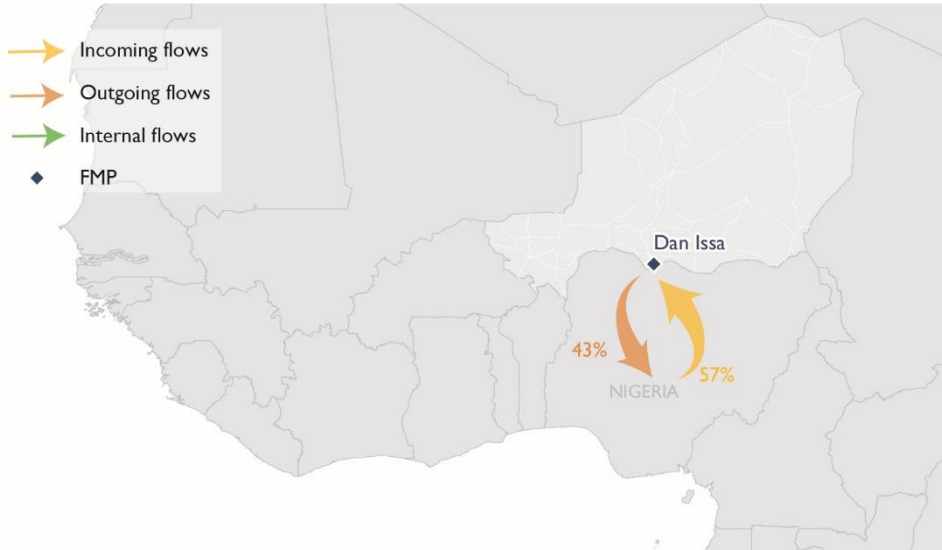 Incoming flows
Outgoing flows
Internal flows
FMP
Dan Issa
43%
57%
NIGERIA